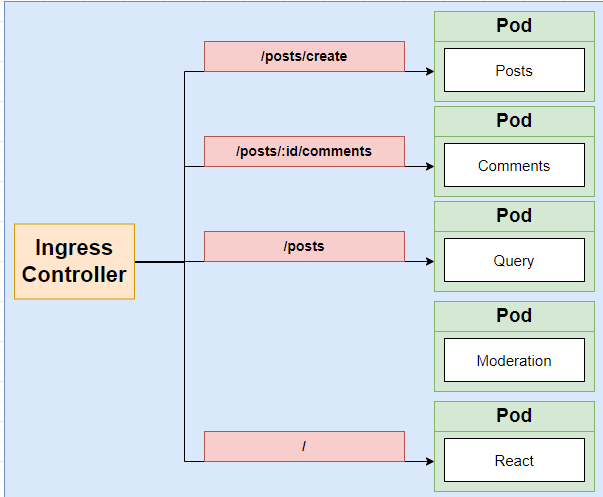 Pod
/posts/create
Posts
Pod
/posts/:id/comments
Comments
Pod
/posts
Query
Ingress
Controller
Pod
Moderation
Pod
/
React